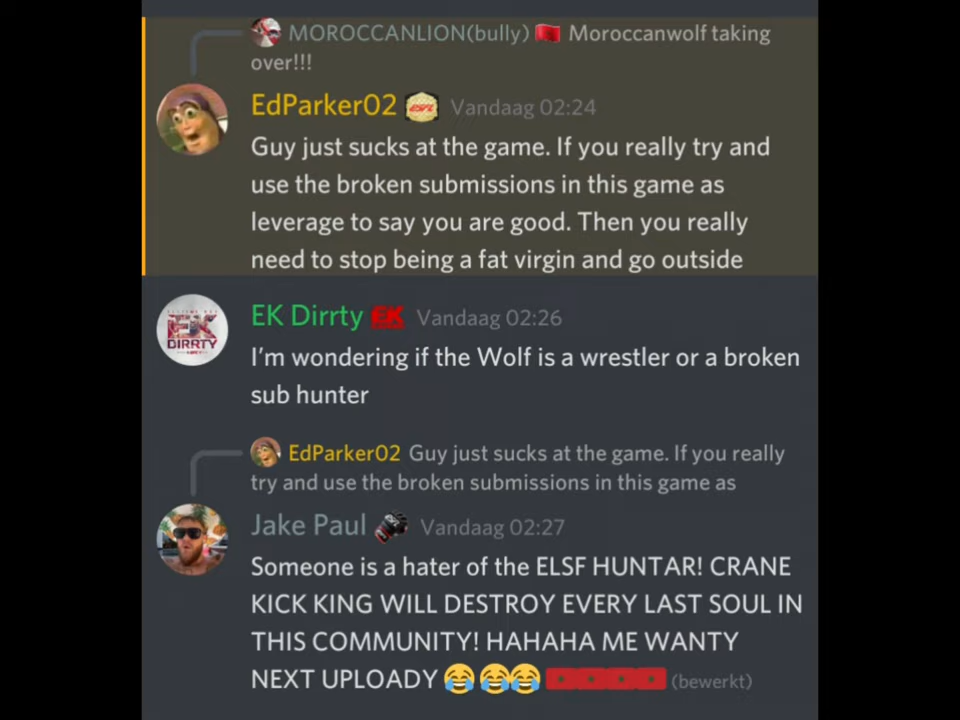 MOROCCANLION(bully) 🇲🇦 Moroccanwolf taking
over!!!
EdParker02 Vandaag 02:24
Guy just sucks at the game. If you really try and
use the broken submissions in this game as
leverage to say you are good. Then you really
need to stop being a fat virgin and go outside
EK Dirrty EK Vandaag 02:26
EK
DIRRTY
I'm wondering if the Wolf is a wrestler or a broken
sub hunter
EdParker02 Guy just sucks at the game. If you really
try and use the broken submissions in this game as
Jake Paul Vandaag 02:27
Someone is a hater of the ELSF HUNTAR! CRANE
KICK KING WILL DESTROY EVERY LAST SOUL IN
THIS COMMUNITY! HAHAHA ME WANTY
NEXT UPLOADY 😂😂😂 🇲🇦🇲🇦🇲🇦🇲🇦 (bewerkt)